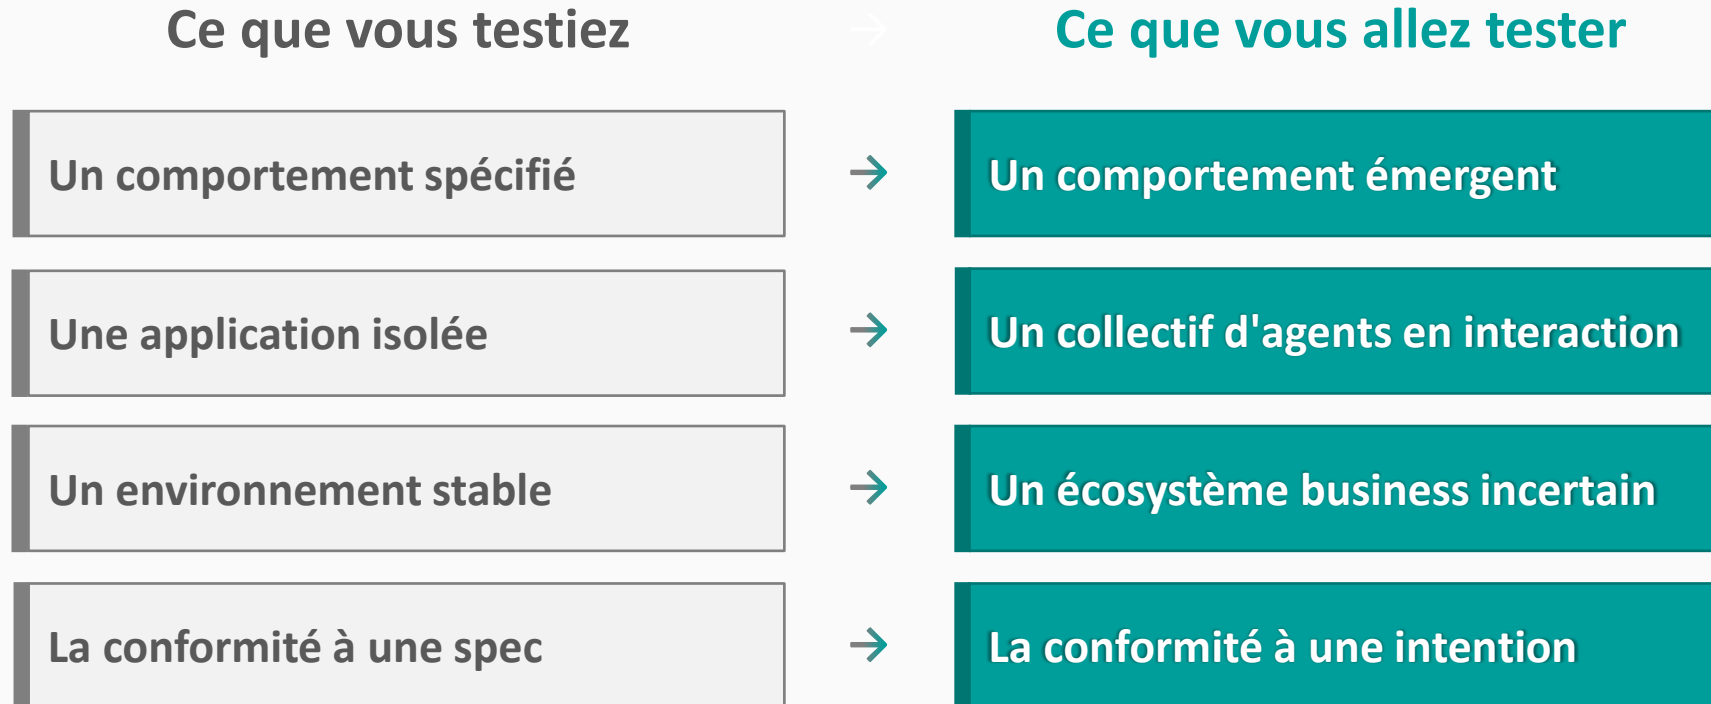 Ce que vous testiez → Ce que vous allez tester
Un comportement spécifié → Un comportement émergent
Une application isolée → Un collectif d'agents en interaction
Un environnement stable → Un écosystème business incertain
La conformité à une spec → La conformité à une intention